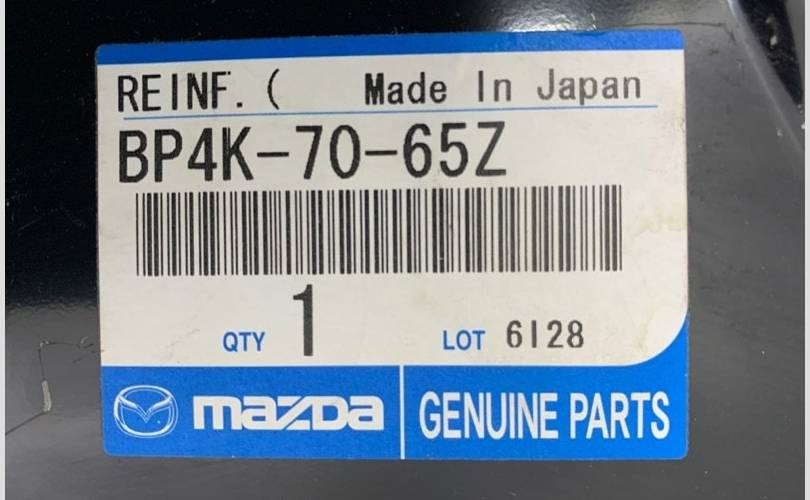 REINF. ( Made In Japan
BP4K-70-65Z
QTY 1 LOT 6128
mazda GENUINE PARTS